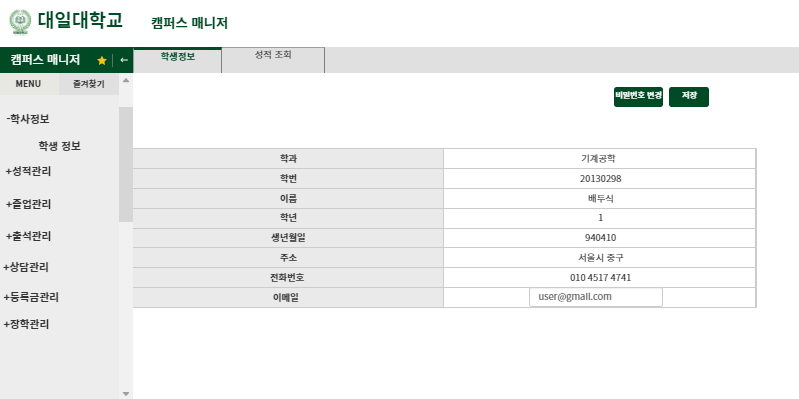 대일대학교 캠퍼스 매니저
캠퍼스 매니저 ← 학생정보 성적 조회
MENU 즐겨찾기
비밀번호 변경 저장
-학사정보
학생 정보
+성적관리
+졸업관리
+출석관리
+상담관리
+등록금관리
+장학관리
학과 기계공학
학번 20130298
이름 배두식
학년 1
생년월일 940410
주소 서울시 중구
전화번호 010 4517 4741
이메일 user@gmail.com